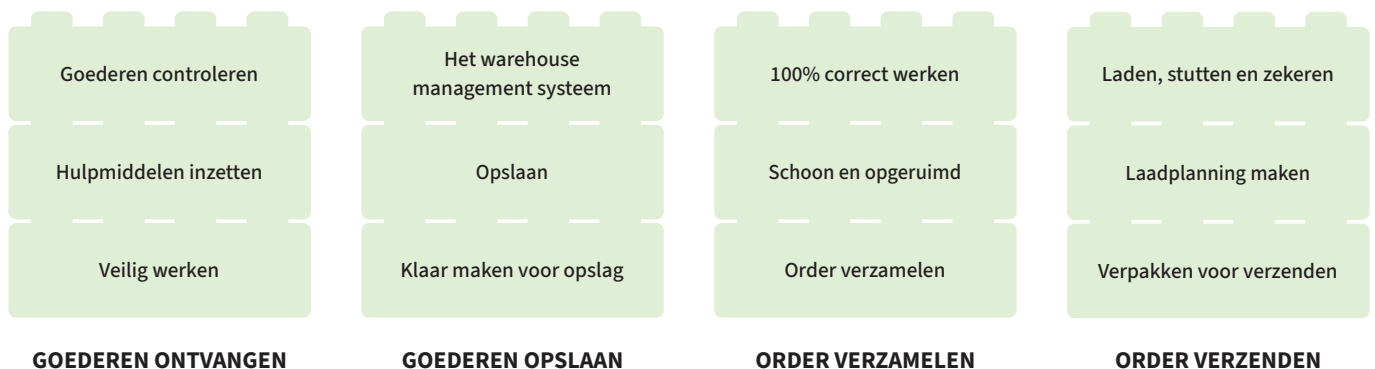 Goederen controleren
Hulpmiddelen inzetten
Veilig werken
GOEDEREN ONTVANGEN
Het warehouse
management systeem
Opslaan
Klaar maken voor opslag
GOEDEREN OPSLAAN
100% correct werken
Schoon en opgeruimd
Order verzamelen
ORDER VERZAMELEN
Laden, stutten en zekeren
Laadplanning maken
Verpakken voor verzenden
ORDER VERZENDEN